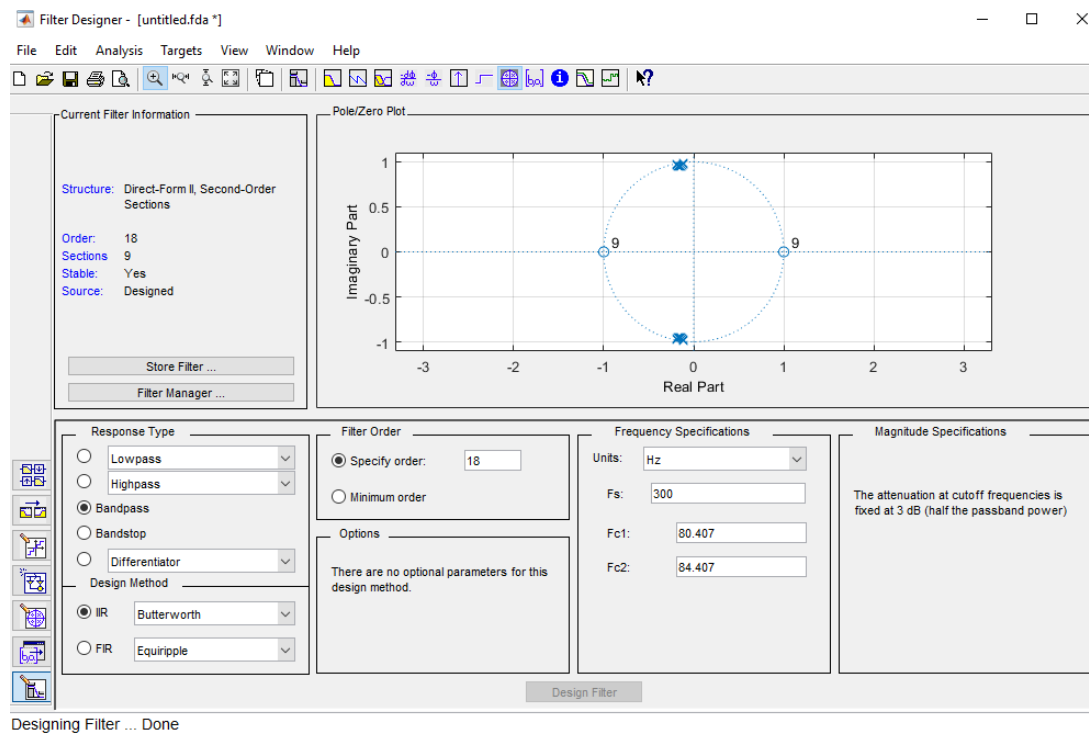 Filter Designer - [untitled.fda *]
File Edit Analysis Targets View Window Help
Current Filter Information
Structure: Direct-Form II, Second-Order
Sections
Order: 18
Sections 9
Stable: Yes
Source: Designed
Store Filter ...
Filter Manager ...
Pole/Zero Plot
Imaginary Part
1
0.5
0
-0.5
-1
9
9
-3 -2 -1 0 1 2 3
Real Part
Response Type
Lowpass
Highpass
Bandpass
Bandstop
Differentiator
Design Method
IIR Butterworth
FIR Equiripple
Filter Order
Specify order: 18
Minimum order
Options
There are no optional parameters for this
design method.
Frequency Specifications
Units: Hz
Fs: 300
Fc1: 80.407
Fc2: 84.407
Magnitude Specifications
The attenuation at cutoff frequencies is
fixed at 3 dB (half the passband power)
Design Filter
Designing Filter ... Done